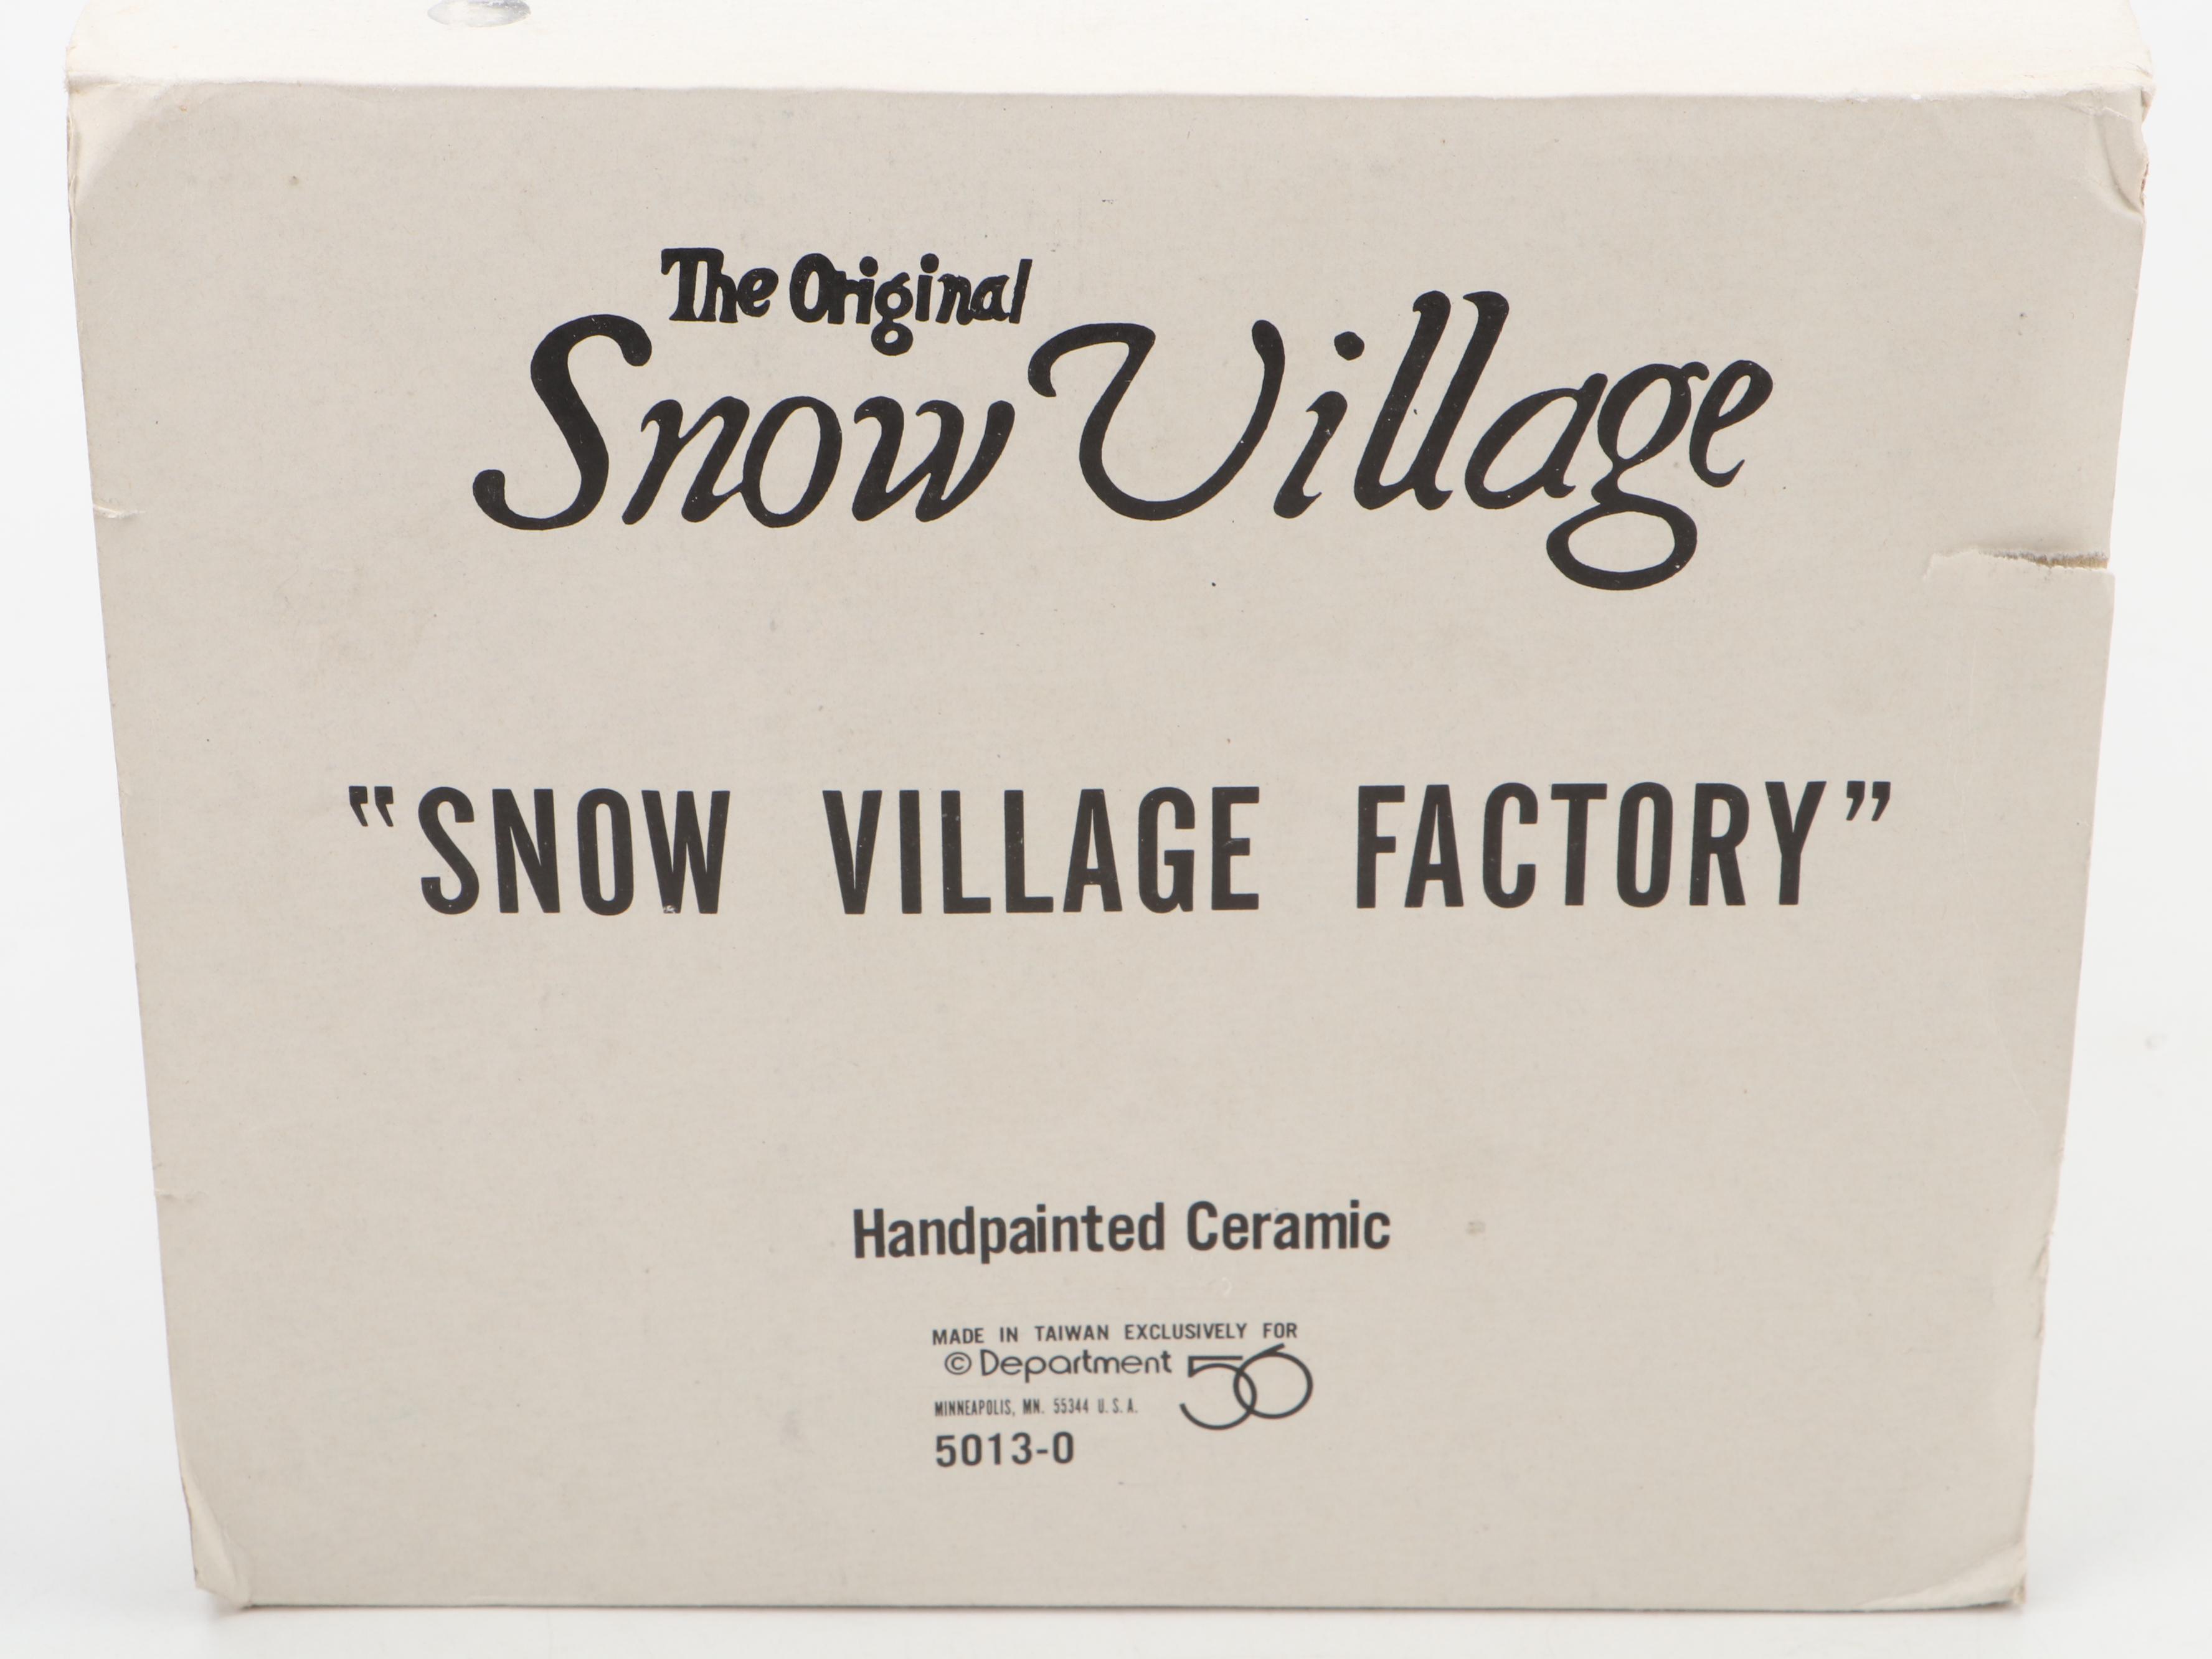 The Original
Snow Village
"SNOW VILLAGE FACTORY"
Handpainted Ceramic
MADE IN TAIWAN EXCLUSIVELY FOR
© Department 56
MINNEAPOLIS, MN. 55344 U.S.A.
5013-0